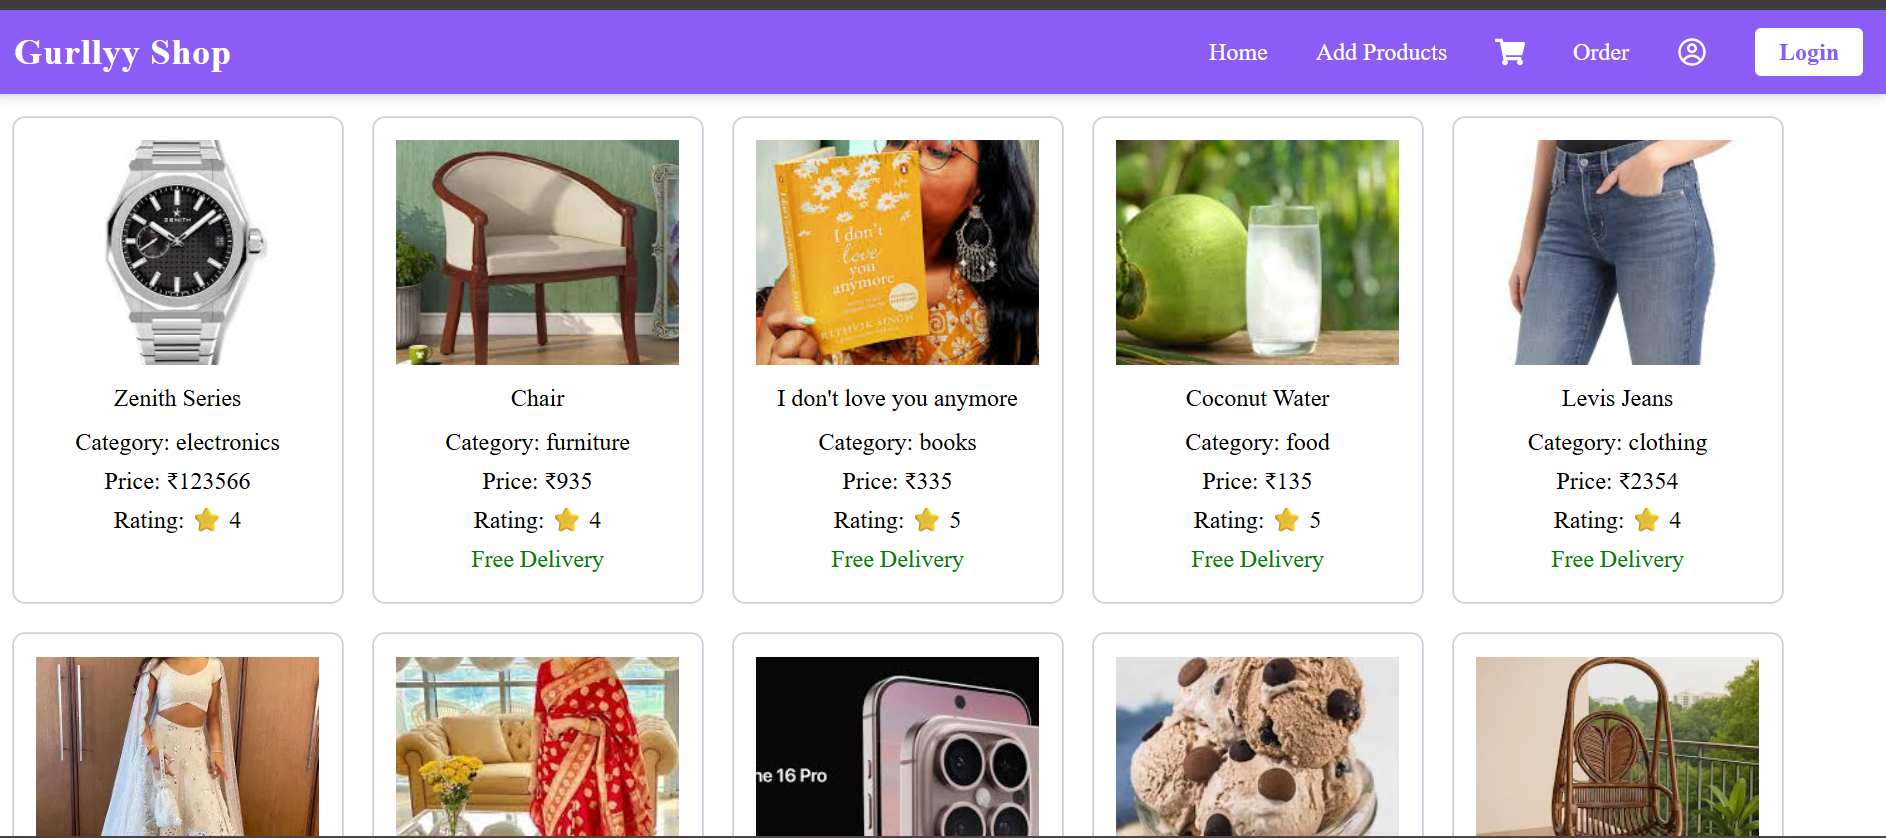 Gurllyy Shop
Home
Add Products
Order
Login
ZENITH
I don't
love
you
anymore
RITHVIK SINGH
Zenith Series
Category: electronics
Price: ₹123566
Rating: ⭐ 4
Chair
Category: furniture
Price: ₹935
Rating: ⭐ 4
Free Delivery
I don't love you anymore
Category: books
Price: ₹335
Rating: ⭐ 5
Free Delivery
Coconut Water
Category: food
Price: ₹135
Rating: ⭐ 5
Free Delivery
Levis Jeans
Category: clothing
Price: ₹2354
Rating: ⭐ 4
Free Delivery
ne 16 Pro